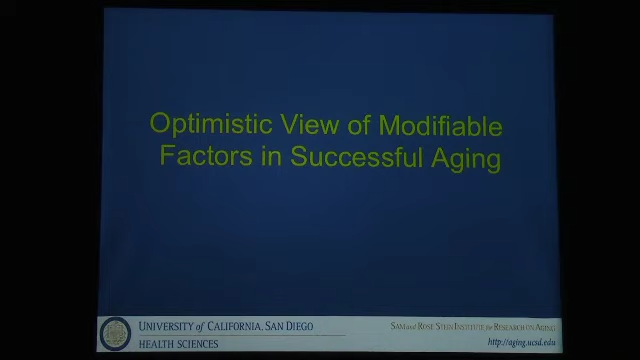 Optimistic View of Modifiable
Factors in Successful Aging
UNIVERSITY of CALIFORNIA, SAN DIEGO
HEALTH SCIENCES
SAM and ROSE STEIN INSTITUTE for RESEARCH on AGING
http://aging.ucsd.edu